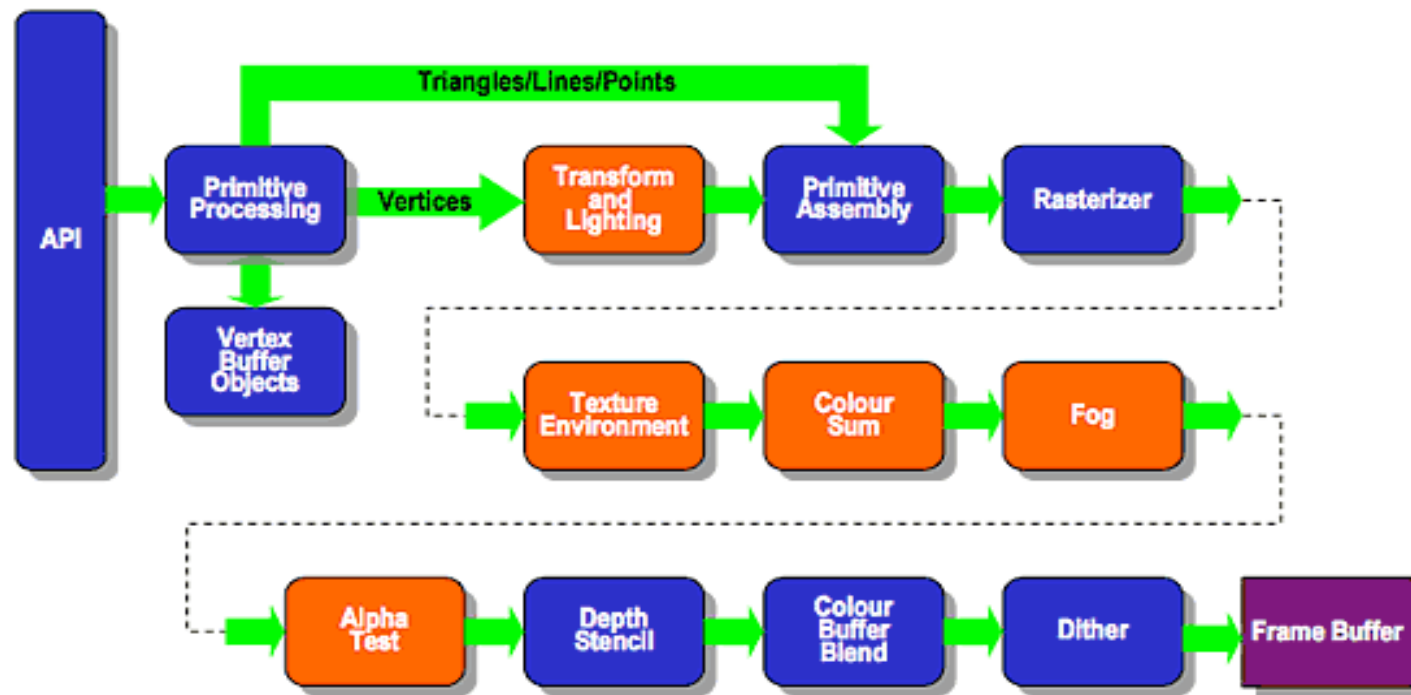 Triangles/Lines/Points
API
Primitive
Processing
Vertices
Transform
and
Lighting
Primitive
Assembly
Rasterizer
Vertex
Buffer
Objects
Texture
Environment
Colour
Sum
Fog
Alpha
Test
Depth
Stencil
Colour
Buffer
Blend
Dither
Frame Buffer